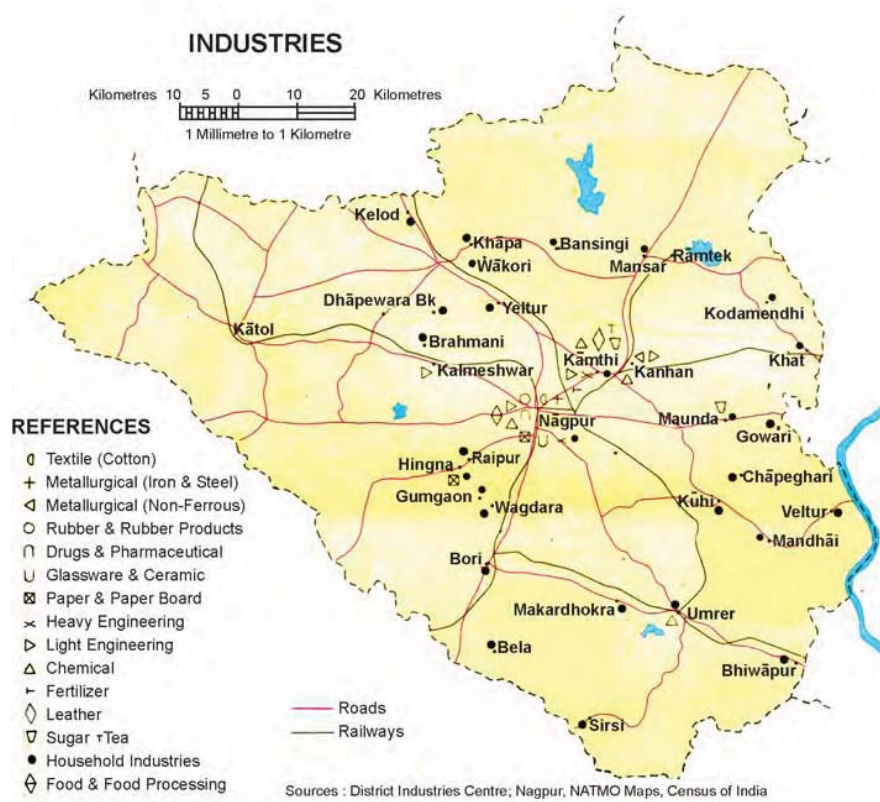 INDUSTRIES
Kilometres 10 5 0 10 20 Kilometres
1 Millimetre to 1 Kilometre
Kelod
Khāpa
Bansingi
Rāmtek
Wākori
Mansar
Dhāpewara Bk
Yeltur
Kodamendhi
Kātol
Brahmani
Kāmthi
Khat
Kalmeshwar
Kanhan
Nāgpur
Maunda
Gowari
Raipur
Hingna
Chāpeghari
Gumgaon
Kūhi
Wagdara
Veltur
Mandhāi
Bori
Makardhokra
Umrer
Bela
Bhiwāpur
Sirsi
REFERENCES
Textile (Cotton)
Metallurgical (Iron & Steel)
Metallurgical (Non-Ferrous)
Rubber & Rubber Products
Drugs & Pharmaceutical
Glassware & Ceramic
Paper & Paper Board
Heavy Engineering
Light Engineering
Chemical
Fertilizer
Leather
Sugar Tea
Household Industries
Food & Food Processing
Roads
Railways
Sources : District Industries Centre; Nagpur, NATMO Maps, Census of India